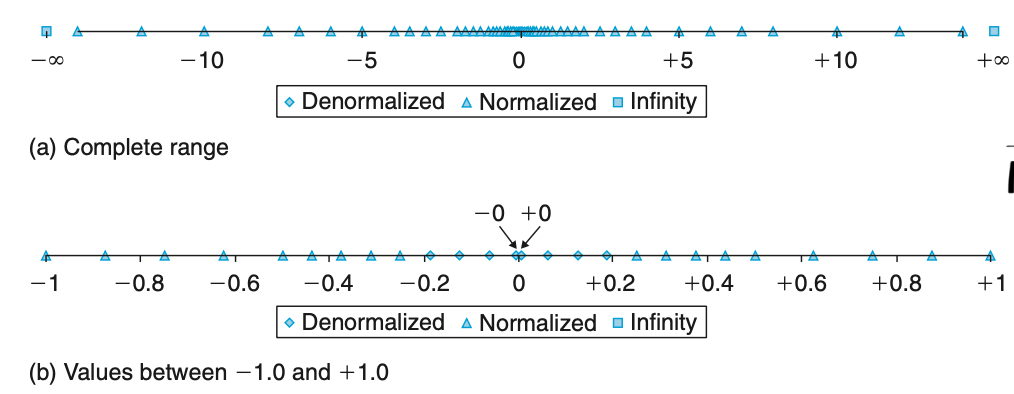 −∞ −10 −5 0 +5 +10 +∞
Denormalized Normalized Infinity
(a) Complete range
−0 +0
−1 −0.8 −0.6 −0.4 −0.2 0 +0.2 +0.4 +0.6 +0.8 +1
Denormalized Normalized Infinity
(b) Values between −1.0 and +1.0